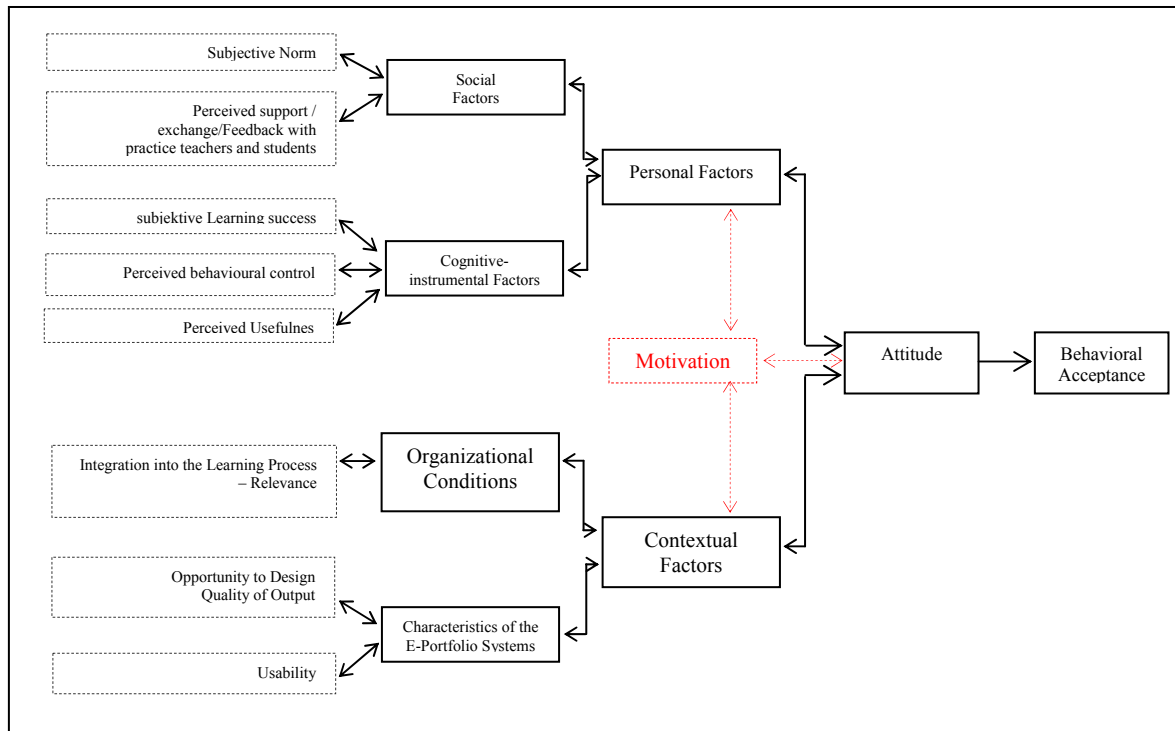 Subjective Norm
Perceived support /
exchange/Feedback with
practice teachers and students
Social
Factors
subjektive Learning success
Perceived behavioural control
Perceived Usefulnes
Cognitive-
instrumental Factors
Personal Factors
Motivation
Attitude
Behavioral
Acceptance
Integration into the Learning Process
– Relevance
Organizational
Conditions
Contextual
Factors
Opportunity to Design
Quality of Output
Usability
Characteristics of the
E-Portfolio Systems